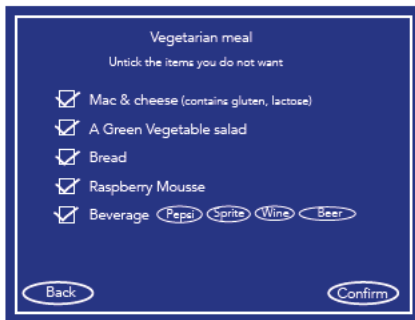 Vegetarian meal
Untick the items you do not want
Mac & cheese (contains gluten, lactose)
A Green Vegetable salad
Bread
Raspberry Mousse
Beverage Pepsi Sprite Wine Beer
Back Confirm